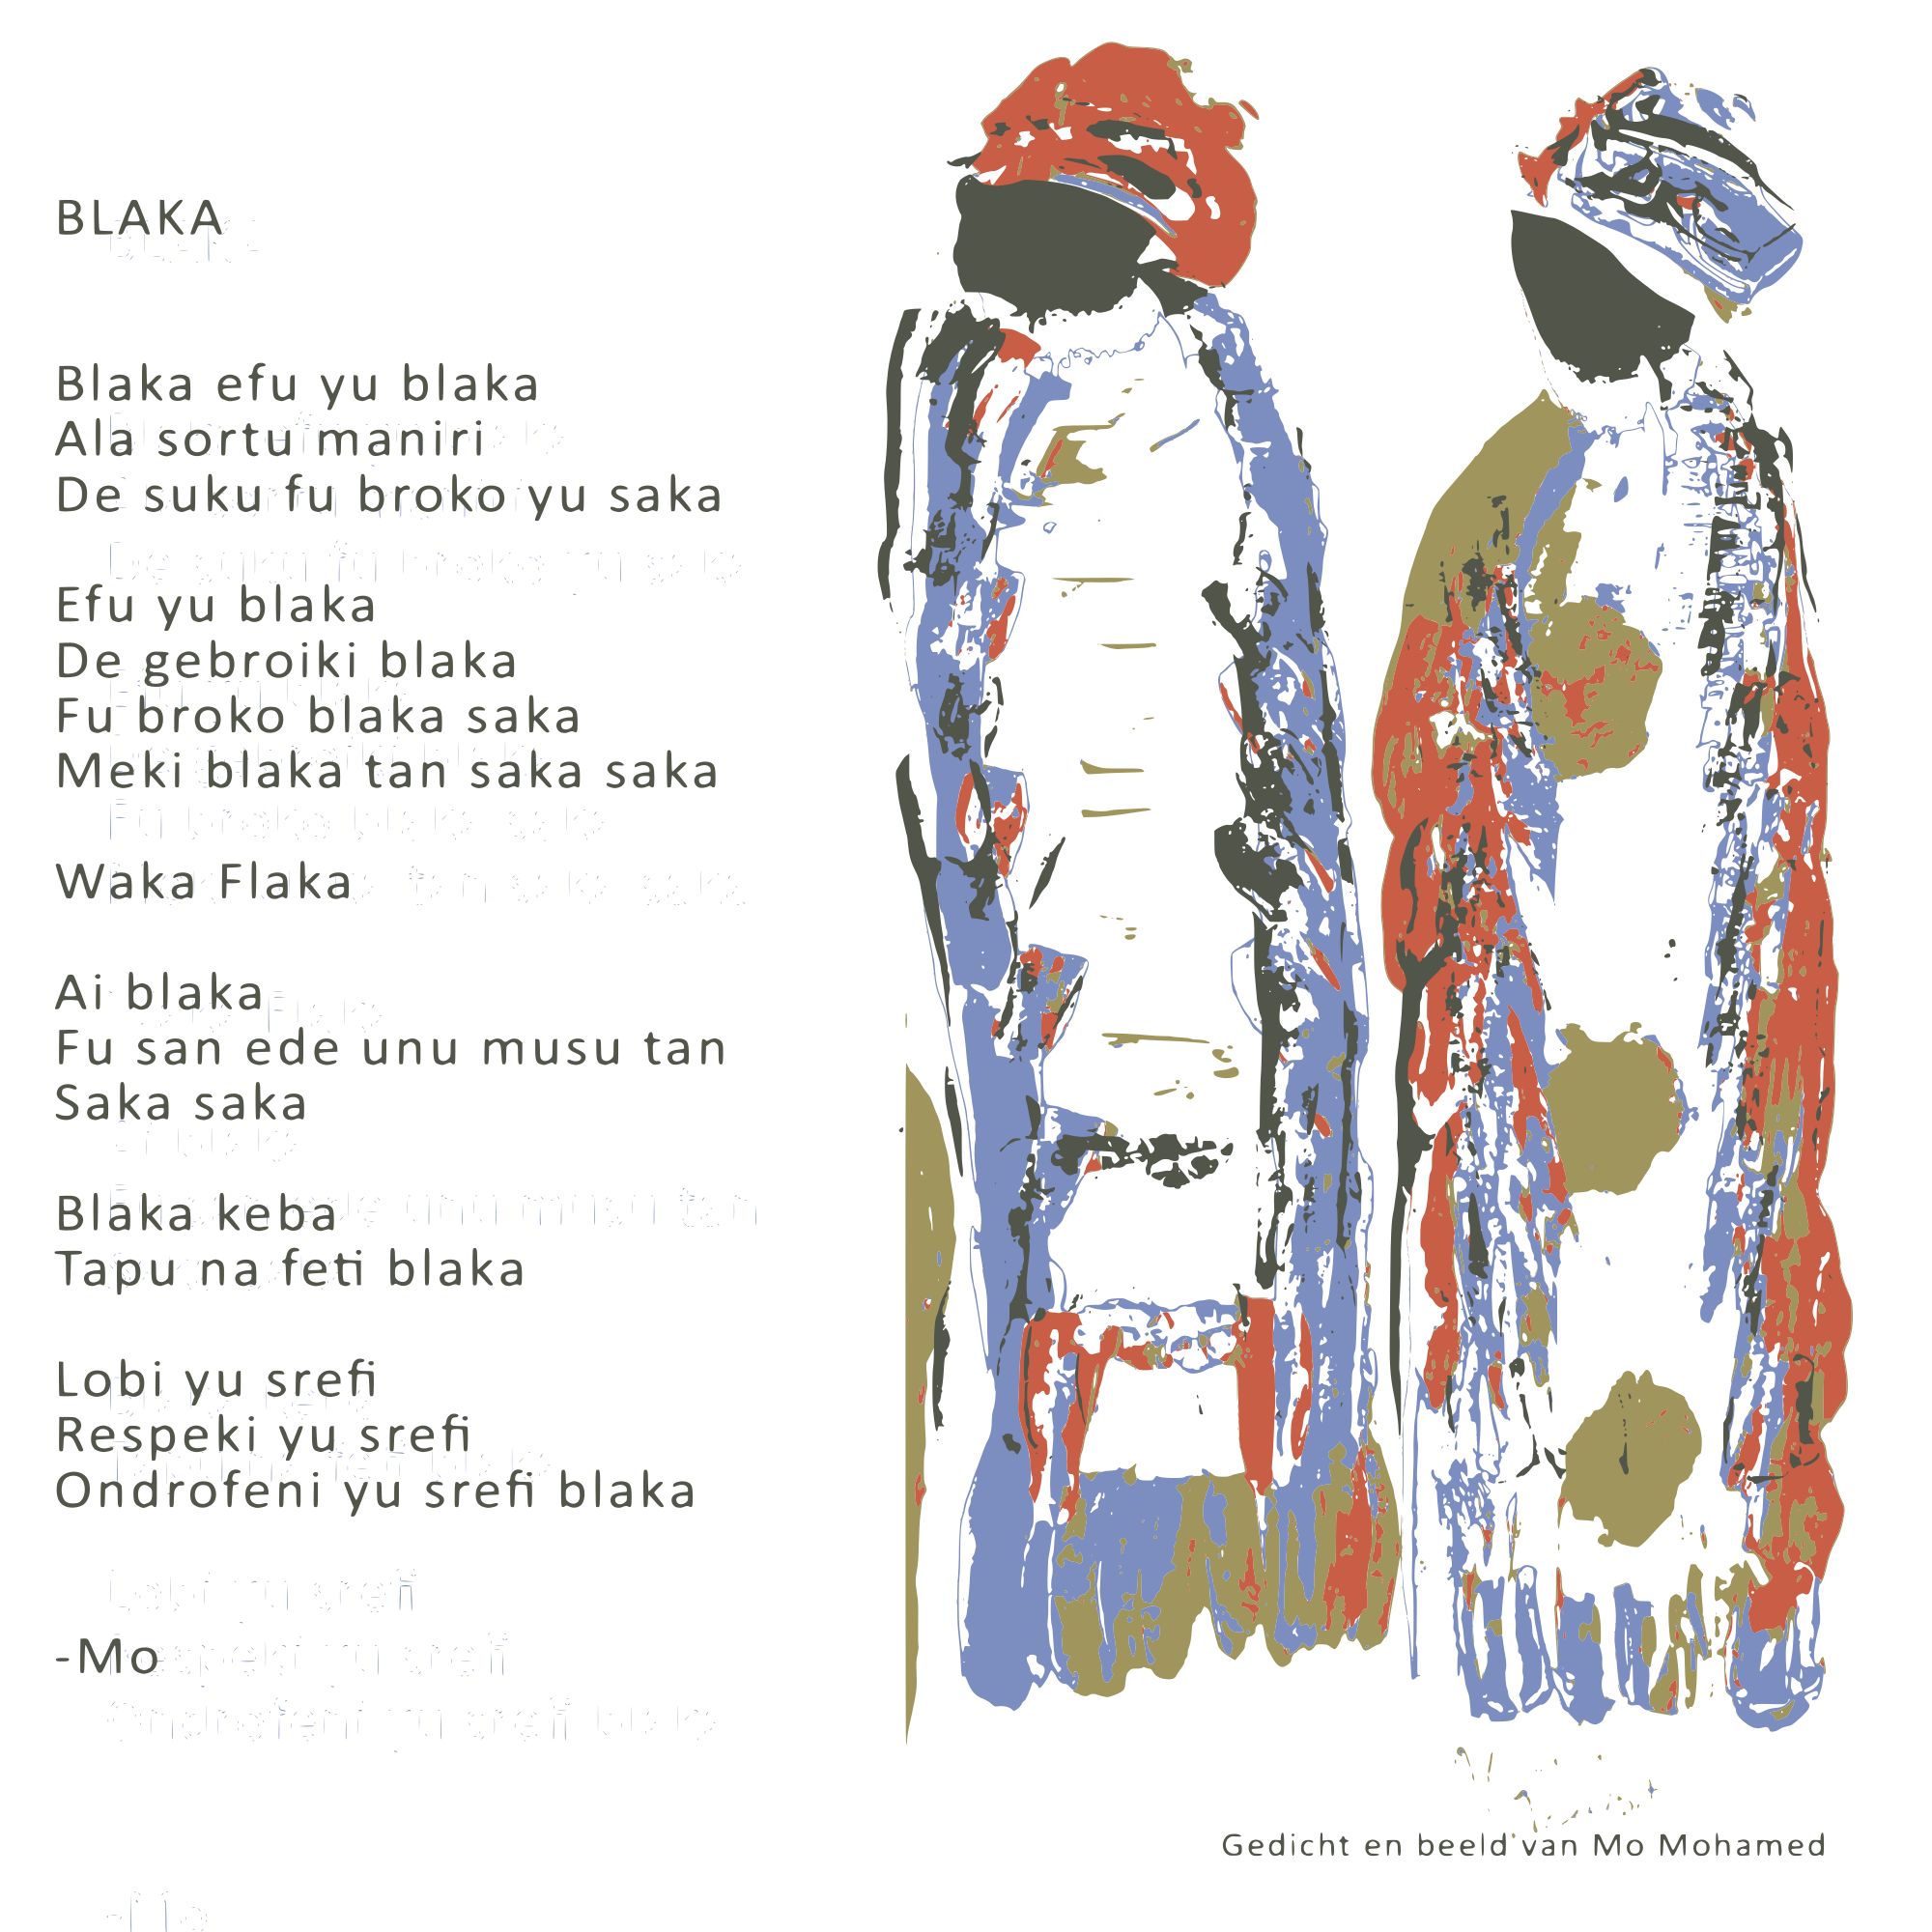 BLAKA
Blaka efu yu blaka
Ala sortu maniri
De suku fu broko yu saka
Efu yu blaka
De gebroiki blaka
Fu broko blaka saka
Meki blaka tan saka saka
Waka Flaka
Ai blaka
Fu san ede unu musu tan
Saka saka
Blaka keba
Tapu na feti blaka
Lobi yu srefi
Respeki yu srefi
Ondrofeni yu srefi blaka
-Mo
Gedicht en beeld van Mo Mohamed